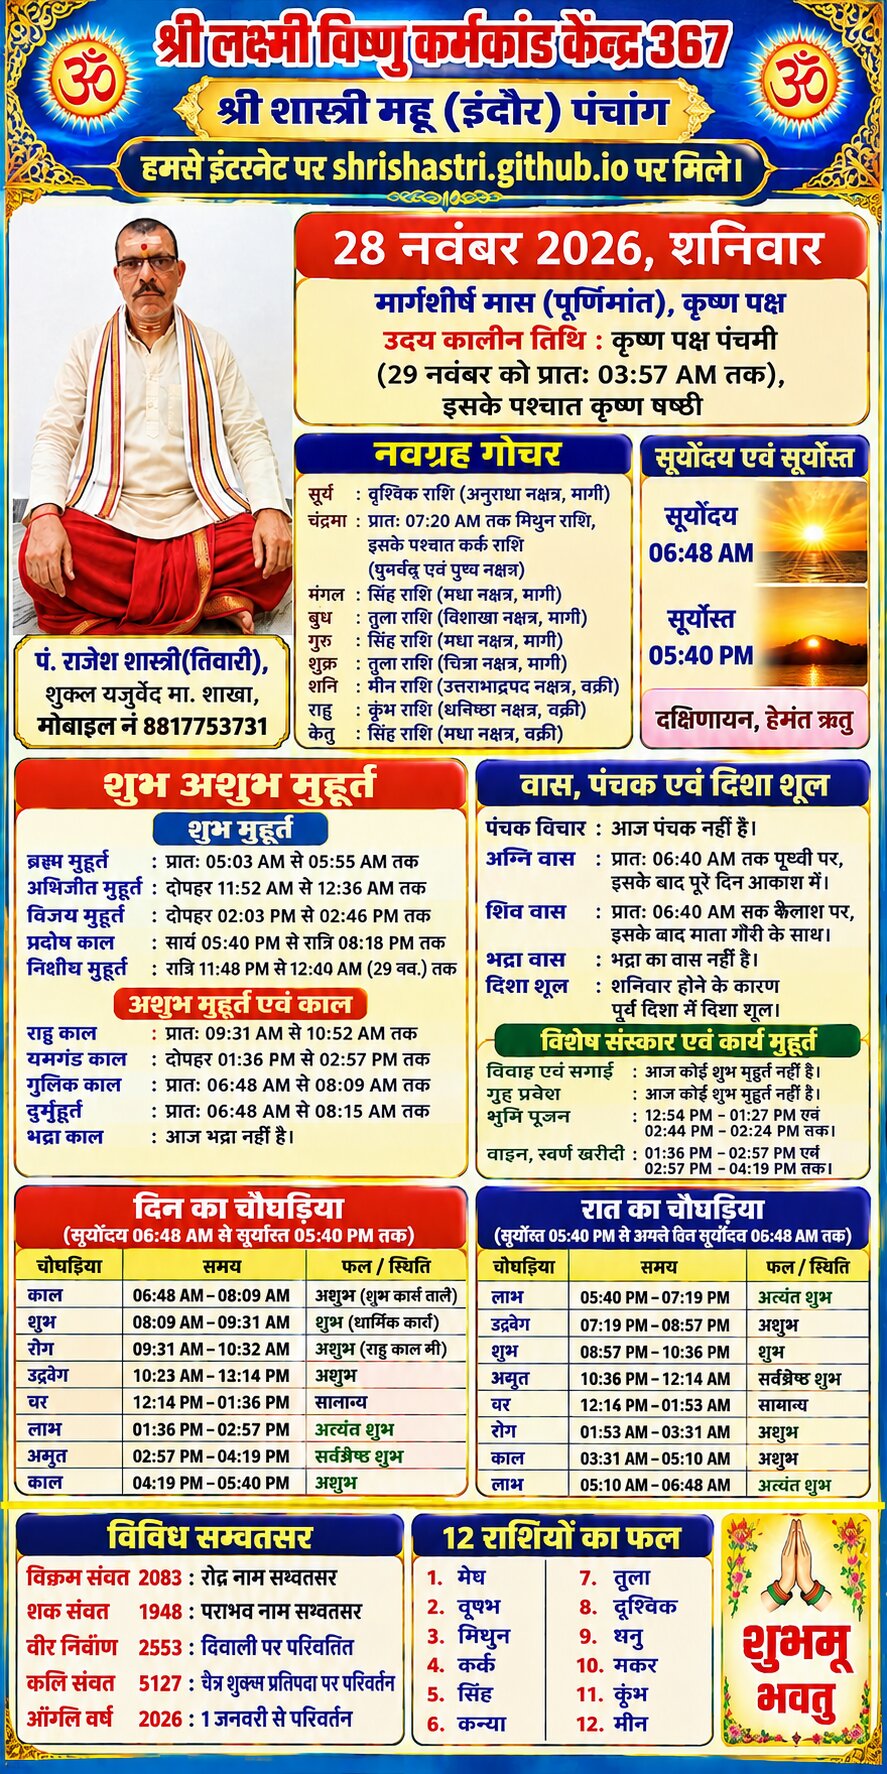 ॐ
ॐ
श्री लक्ष्मी विष्णु कर्मकांड केंन्द्र 367
श्री शास्त्री महू (इंदौर) पंचांग
हमसे इंटरनेट पर shrishastri.github.io पर मिले।
28 नवंबर 2026, शनिवार
मार्गशीर्ष मास (पूर्णिमांत), कृष्ण पक्ष
उदय कालीन तिथि : कृष्ण पक्ष पंचमी
(29 नवंबर को प्रातः 03:57 AM तक),
इसके पश्चात कृष्ण षष्ठी
पं. राजेश शास्त्री(तिवारी),
शुक्ल यजुर्वेद मा. शाखा,
मोबाइल नं 8817753731
नवग्रह गोचर
सूर्य : वृश्विक राशि (अनुराधा नक्षत्र, मागी)
चंद्रमा : प्रातः 07:20 AM तक मिथुन राशि,
इसके पश्चात कर्क राशि
एवं पुष्य नक्षत्र)
मंगल : सिंह राशि (मधा नक्षत्र, मागी)
बुध : तुला राशि (विशाखा नक्षत्र, मागी)
गुरु : सिंह राशि (मधा नक्षत्र, मागी)
शुक्र : तुला राशि (चित्रा नक्षत्र, मागी)
शनि : मीन राशि (उत्तराभाद्रपद नक्षत्र, वक्री)
राहु : कुंभ राशि (धनिष्ठा नक्षत्र, वक्री)
केतु : सिंह राशि (मधा नक्षत्र, वक्री)
सूर्योंदय एवं सूर्योस्त
सूर्योंदय
06:48 AM
सूर्योस्त
05:40 PM
दक्षिणायन, हेमंत ऋतु
शुभ अशुभ मुहूर्त
शुभ मुहूर्त
मुहूर्त : प्रातः 05:03 AM से 05:55 AM तक
अभिजीत मुहूर्त : दोपहर 11:52 AM से 12:36 AM तक
विजय मुहूर्त : दोपहर 02:03 PM से 02:46 PM तक
प्रदोष काल : सायं 05:40 PM से रात्रि 08:18 PM तक
निशीथ मुहूर्त : रात्रि 11:48 PM से 12:40 AM (29 नव.) तक
अशुभ मुहूर्त एवं काल
राहु काल : प्रातः 09:31 AM से 10:52 AM तक
यमगंड काल : दोपहर 01:36 PM से 02:57 PM तक
गुलिक काल : प्रातः 06:48 AM से 08:09 AM तक
दुर्मुहूर्त : प्रातः 06:48 AM से 08:15 AM तक
भद्रा काल : आज भद्रा नहीं है।
वास, पंचक एवं दिशा शूल
पंचक विचार : आज पंचक नहीं है।
अग्नि वास : प्रातः 06:40 AM तक पृथ्वी पर,
इसके बाद पूरें दिन आकाश में।
शिव वास : प्रातः 06:40 AM सक कैलाश पर,
इसके बाद माता गौरी के साथ।
भद्रा वास : भद्रा का वास नहीं है।
दिशा शूल : शनिवार होने के कारण
पूर्व दिशा में दिशा शूल।
विशेष संस्कार एवं कार्य मुहूर्त
विवाह एवं सगाई : आज कोई शुभ मुहूर्त नहीं है।
गुह प्रवेश : आज कोई शुभ मुहूर्त नहीं है।
भुमि पूजन : 12:54 PM – 01:27 PM एवं
02:44 PM – 02:24 PM तक।
वाइन, स्वर्ण खरीदी : 01:36 PM – 02:57 PM एवं
02:57 PM – 04:19 PM तक।
दिन का चौघड़िया
(सूर्योंदय 06:48 AM से सूर्यास्त 05:40 PM तक)
चौघड़िया समय फल / स्थिति
काल 06:48 AM – 08:09 AM अशुभ (शुभ कार्स ताले)
शुभ 08:09 AM – 09:31 AM शुभ (धार्मिक कार्य)
रोग 09:31 AM – 10:32 AM अशुभ (राहु काल मी)
उद्रवेग 10:23 AM – 13:14 PM अशुभ
चर 12:14 PM – 01:36 PM सालान्य
लाभ 01:36 PM – 02:57 PM अत्यंत शुभ
अमुत 02:57 PM – 04:19 PM सर्वश्रेष्ठ शुभ
काल 04:19 PM – 05:40 PM अशुभ
रात का चौघड़िया
(सूर्योस्त 05:40 PM से 06:48 AM तक)
चौघड़िया समय फल / स्थिति
लाभ 05:40 PM – 07:19 PM अत्यंत शुभ
उद्रवेग 07:19 PM – 08:57 PM अशुभ
शुभ 08:57 PM – 10:36 PM शुभ
अमुत 10:36 PM – 12:14 AM सर्वश्रेष्ठ शुभ
चर 12:14 PM – 01:53 AM सामान्य
रोग 01:53 AM – 03:31 AM अशुभ
काल 03:31 AM – 05:10 AM अशुभ
लाभ 05:10 AM – 06:48 AM अत्यंत शुभ
विविध सम्वतसर
विक्रम संवत 2083 : रोद्र नाम सथ्वतसर
शक संवत 1948 : पराभव नाम सथ्वतसर
वीर निर्वाण 2553 : दिवाली पर परिवतित
कलि संवत 5127 : चैत्र प्रतिपदा पर परिवर्तन
ऑंग्लि वर्ष 2026 : 1 जनवरी से परिवर्तन
12 राशियों का फल
1. मेघ
2. वृषभ
3. मिथुन
4. कर्क
5. सिंह
6. कन्या
7. तुला
8. दूश्विक
9. धनु
10. मकर
11. कुंभ
12. मीन
शुभमू
भवतु